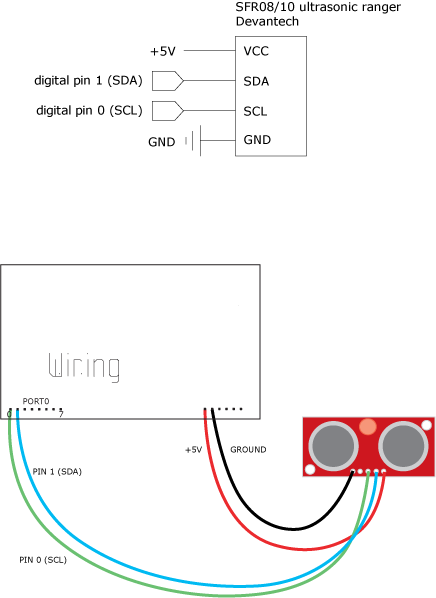 SFR08/10 ultrasonic ranger
Devantech
+5V
VCC
digital pin 1 (SDA)
SDA
digital pin 0 (SCL)
SCL
GND
GND
Wiring
PORT0
0
7
+5V
GROUND
PIN 1 (SDA)
PIN 0 (SCL)